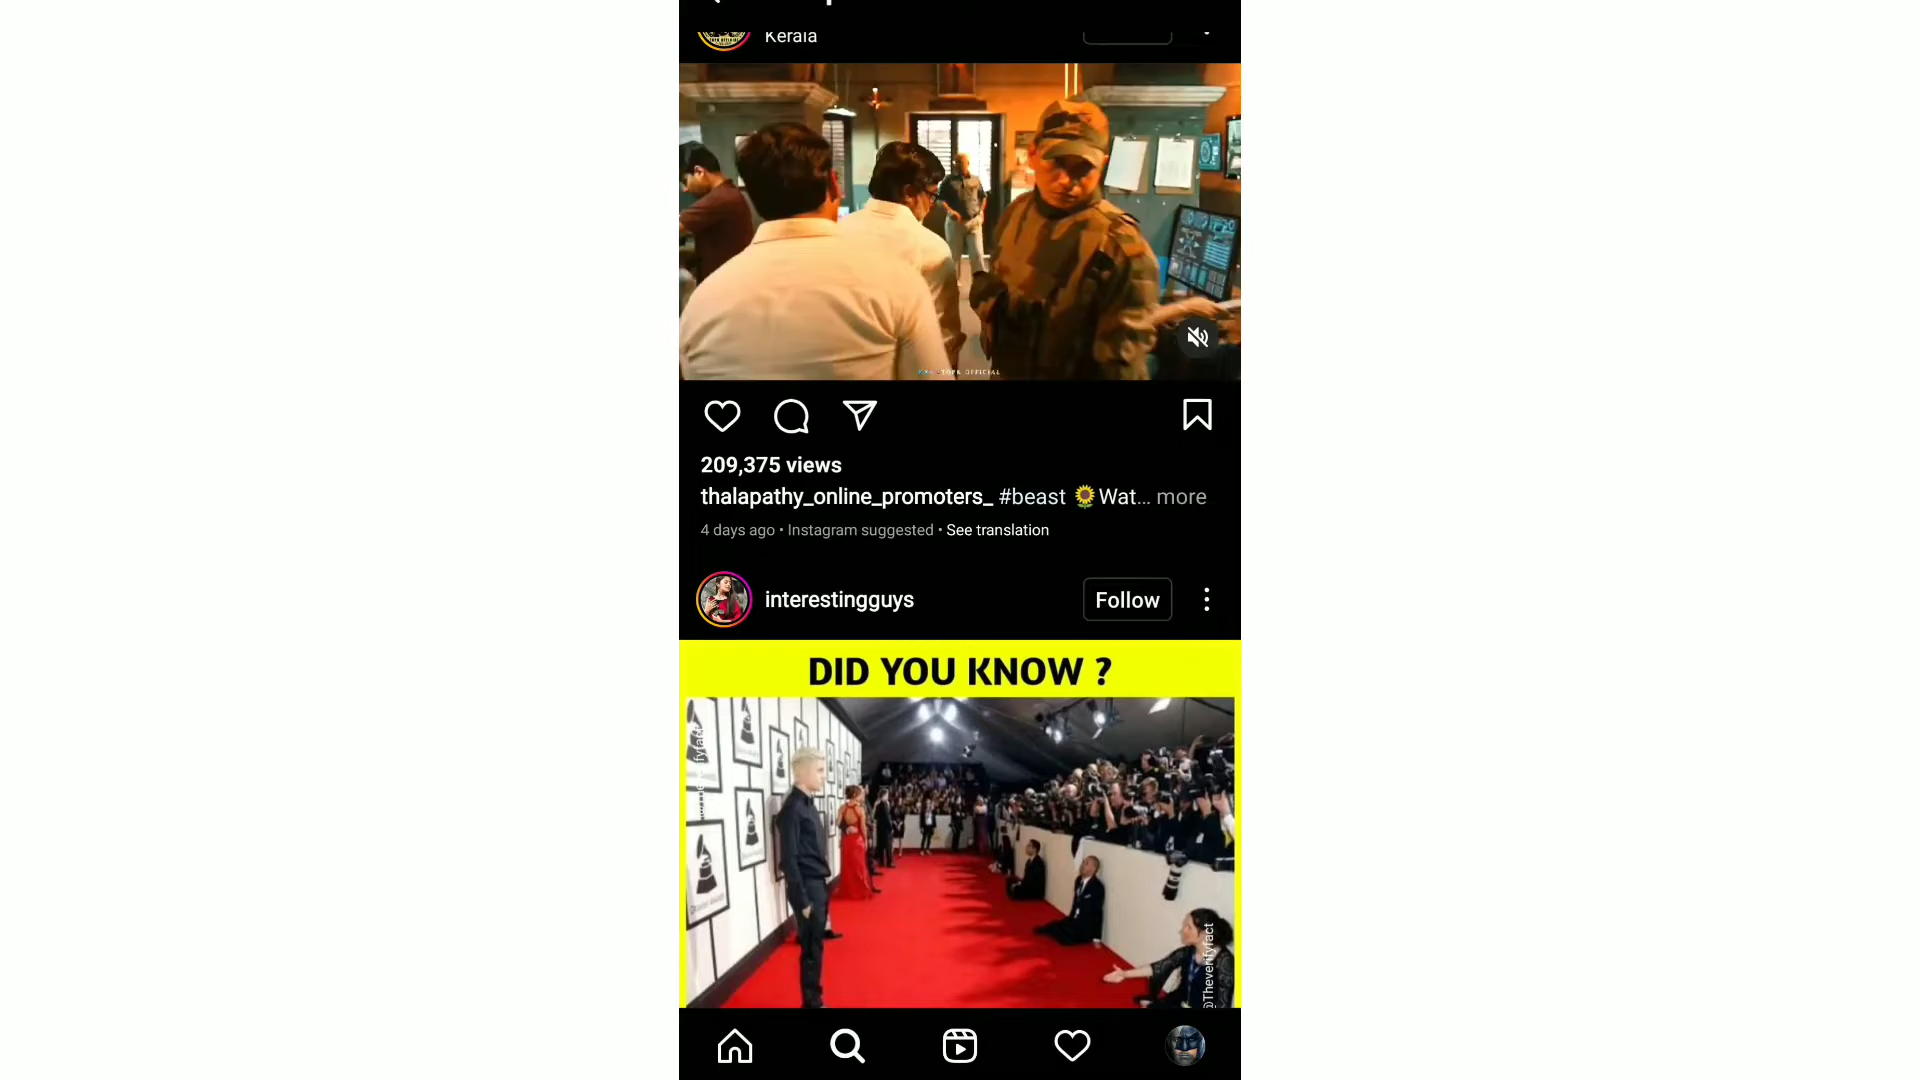 Kerala
209,375 views
thalapathy_online_promoters_ #beast 🌻Wat... more
4 days ago • Instagram suggested • See translation
interestingguys
Follow
DID YOU KNOW ?
@Theverifyfact